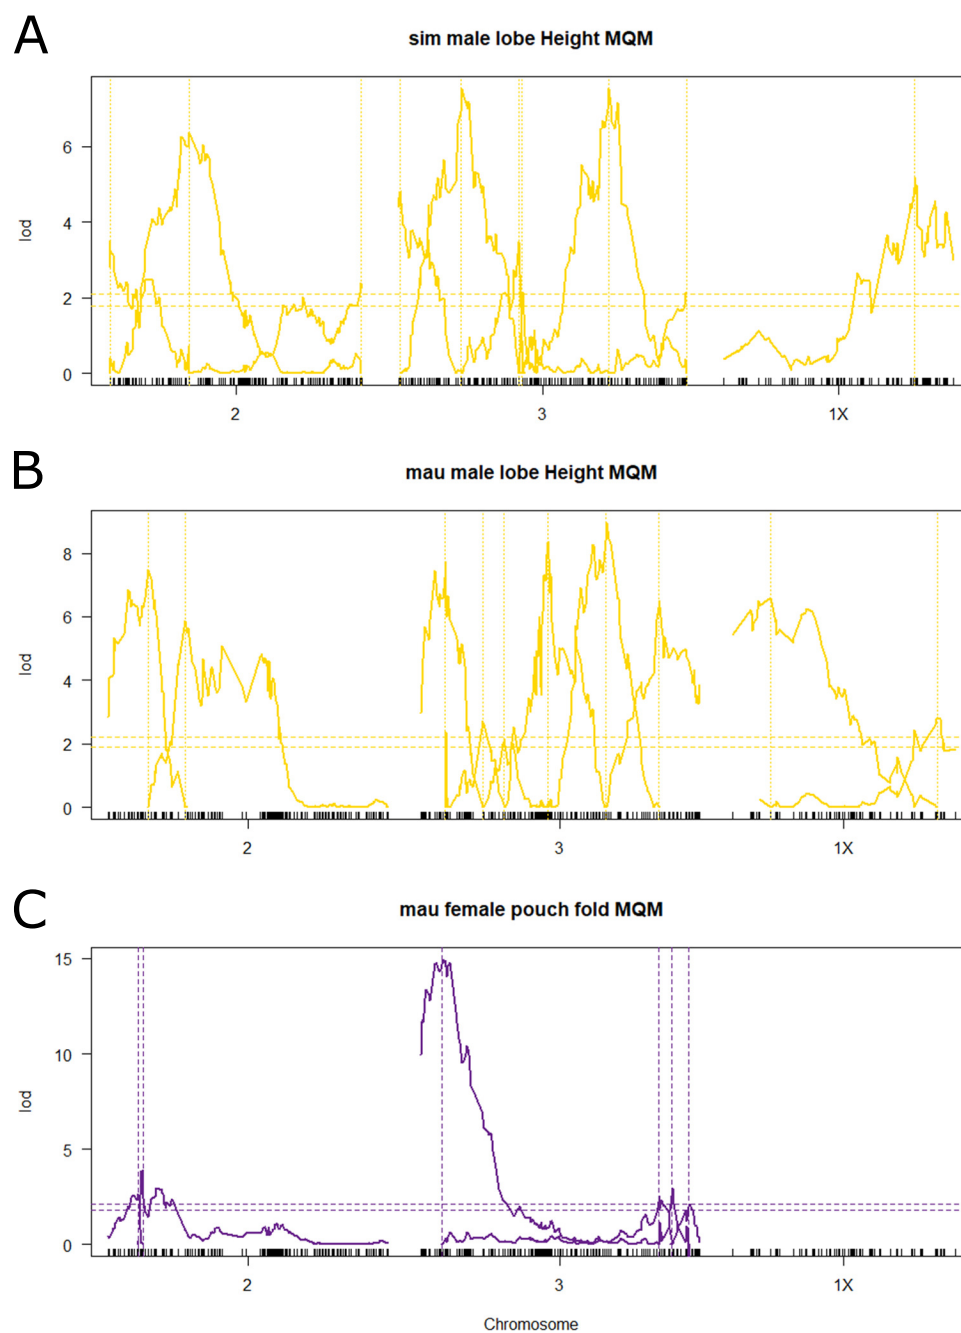 A
sim male lobe Height MQM
lod
6
4
2
0
2
3
1X
B
mau male lobe Height MQM
lod
8
6
4
2
0
2
3
1X
C
mau female pouch fold MQM
lod
15
10
5
0
2
3
1X
Chromosome